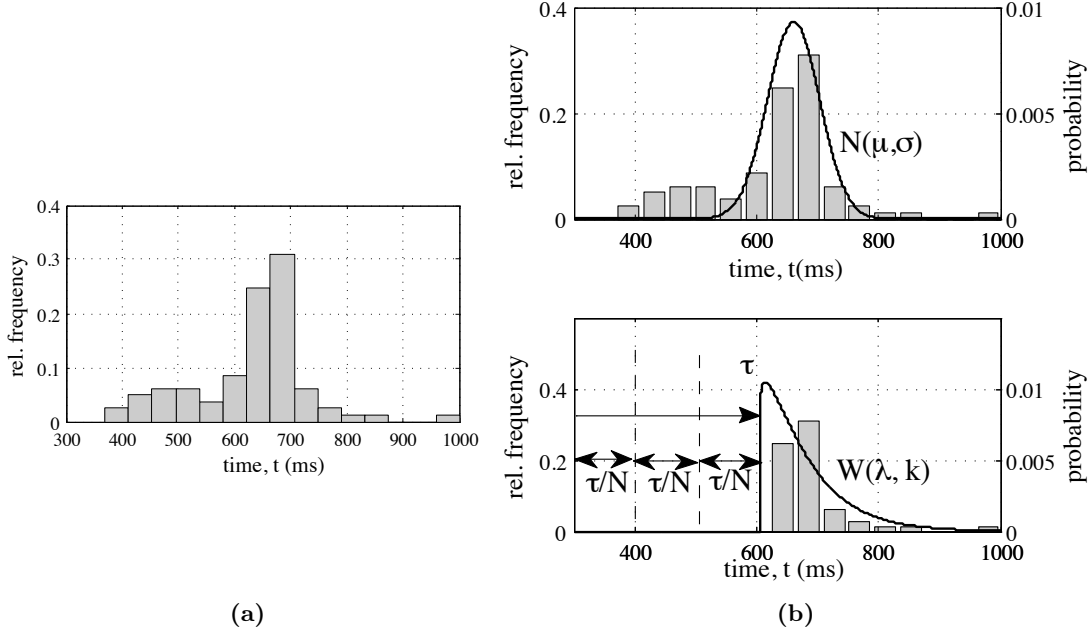 0.4
0.3
0.2
0.1
0
rel. frequency
300 400 500 600 700 800 900 1000
time, t (ms)
(a)
0.4
0.2
0
rel. frequency
0.01
0.005
0
probability
N(μ,σ)
400 600 800 1000
time, t(ms)
0.4
0.2
0
rel. frequency
0.01
0.005
0
probability
τ
W(λ, k)
τ/N τ/N τ/N
400 600 800 1000
time, t (ms)
(b)